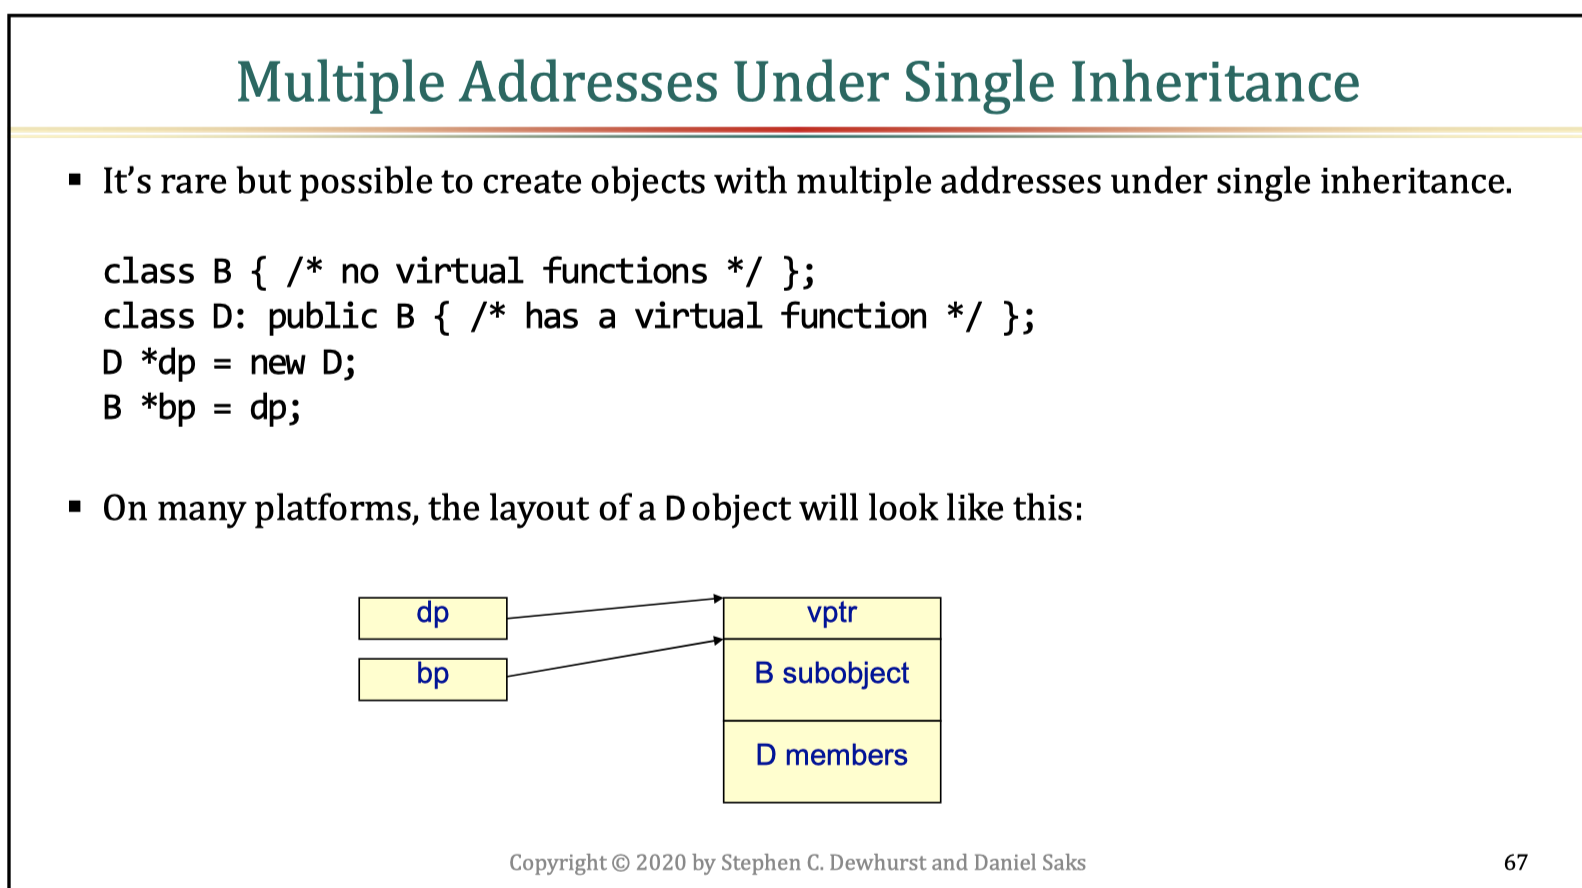 Multiple Addresses Under Single Inheritance
▪ It’s rare but possible to create objects with multiple addresses under single inheritance.
class B { /* no virtual functions */ };
class D: public B { /* has a virtual function */ };
D *dp = new D;
B *bp = dp;
▪ On many platforms, the layout of a D object will look like this:
dp
vptr
bp
B subobject
D members
Copyright © 2020 by Stephen C. Dewhurst and Daniel Saks
67